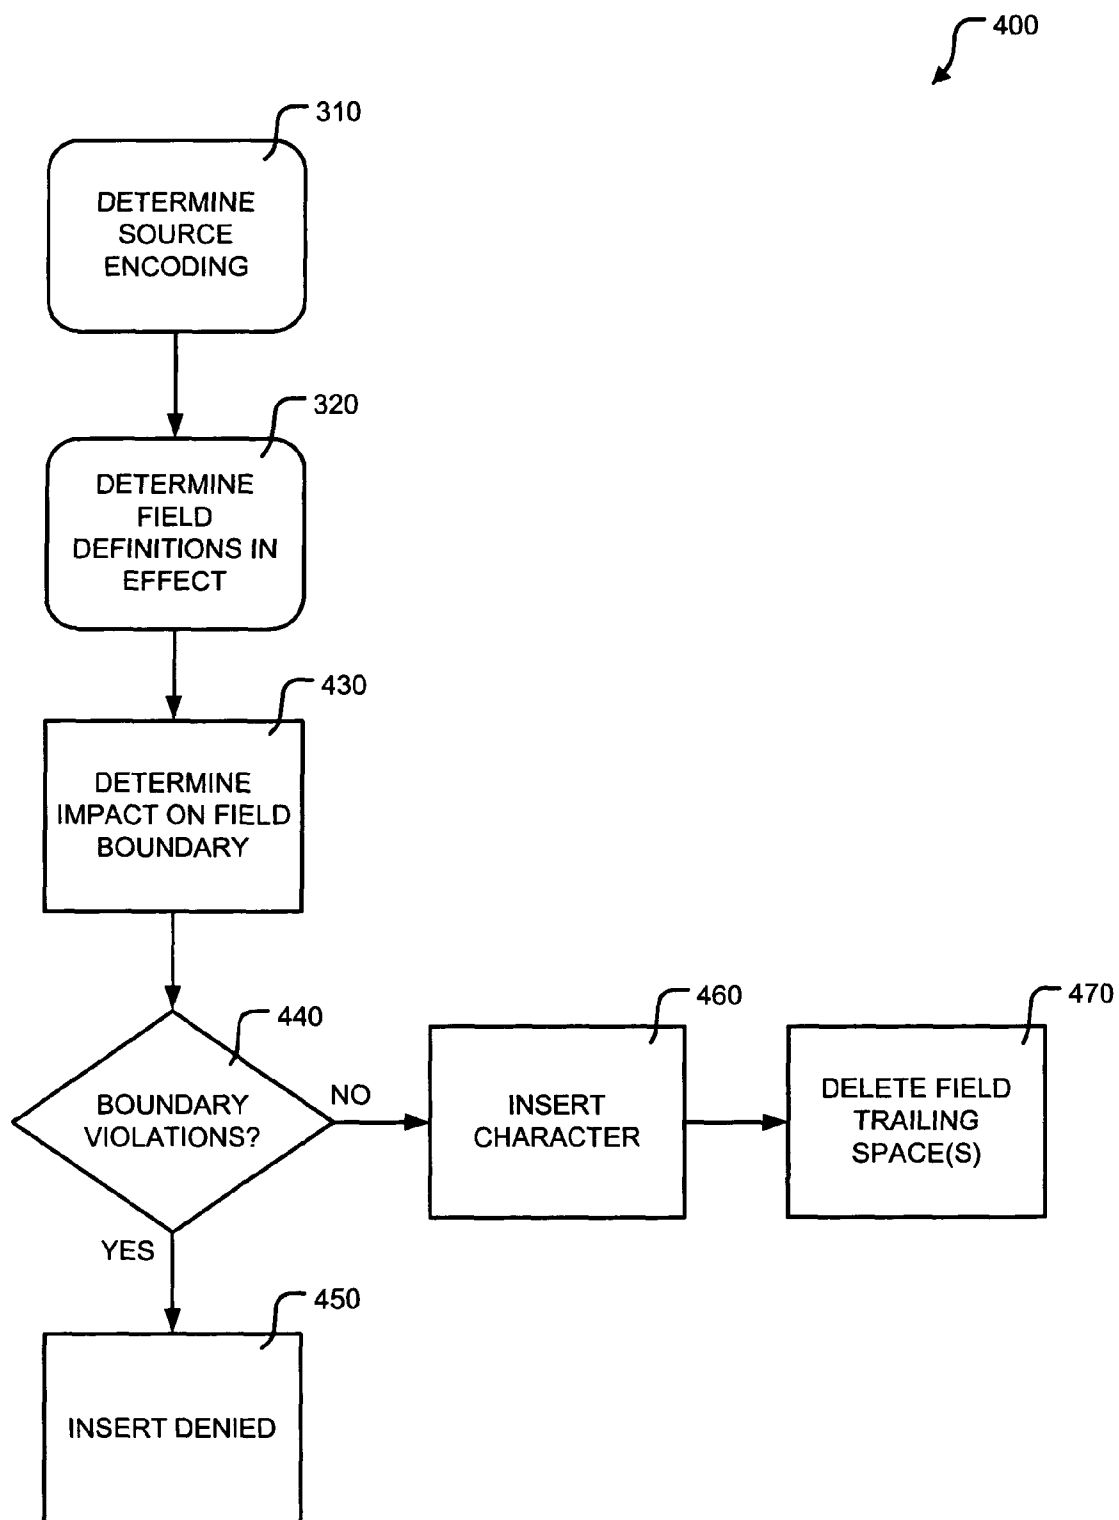 400
310
DETERMINE
SOURCE
ENCODING
320
DETERMINE
FIELD
DEFINITIONS IN
EFFECT
430
DETERMINE
IMPACT ON FIELD
BOUNDARY
440
BOUNDARY
VIOLATIONS?
NO
YES
460
INSERT
CHARACTER
470
DELETE FIELD
TRAILING
SPACE(S)
450
INSERT DENIED